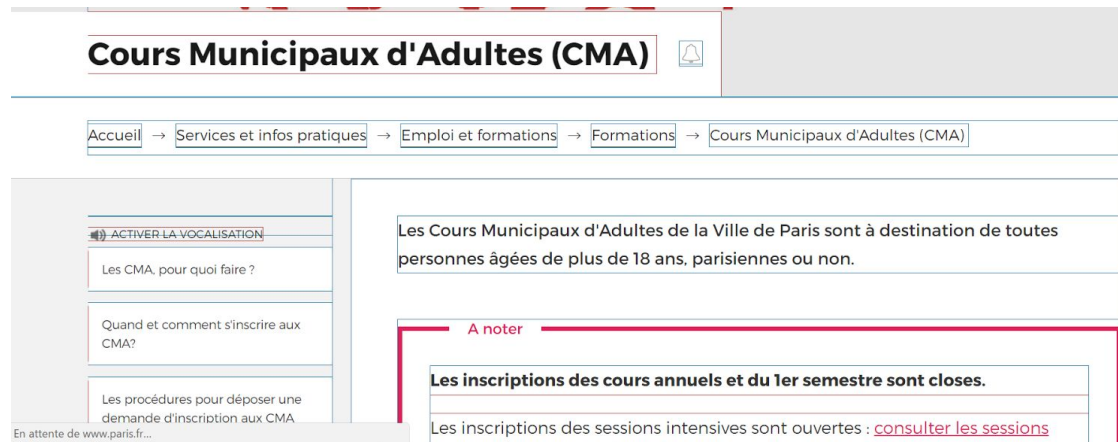 Cours Municipaux d'Adultes (CMA)
Accueil → Services et infos pratiques → Emploi et formations → Formations → Cours Municipaux d'Adultes (CMA)
ACTIVER LA VOCALISATION
Les CMA, pour quoi faire ?
Quand et comment s'inscrire aux
CMA?
Les procédures pour déposer une
demande d'inscription aux CMA
Les Cours Municipaux d'Adultes de la Ville de Paris sont à destination de toutes
personnes âgées de plus de 18 ans, parisiennes ou non.
A noter
Les inscriptions des cours annuels et du 1er semestre sont closes.
Les inscriptions des sessions intensives sont ouvertes : consulter les sessions
En attente de www.paris.fr...